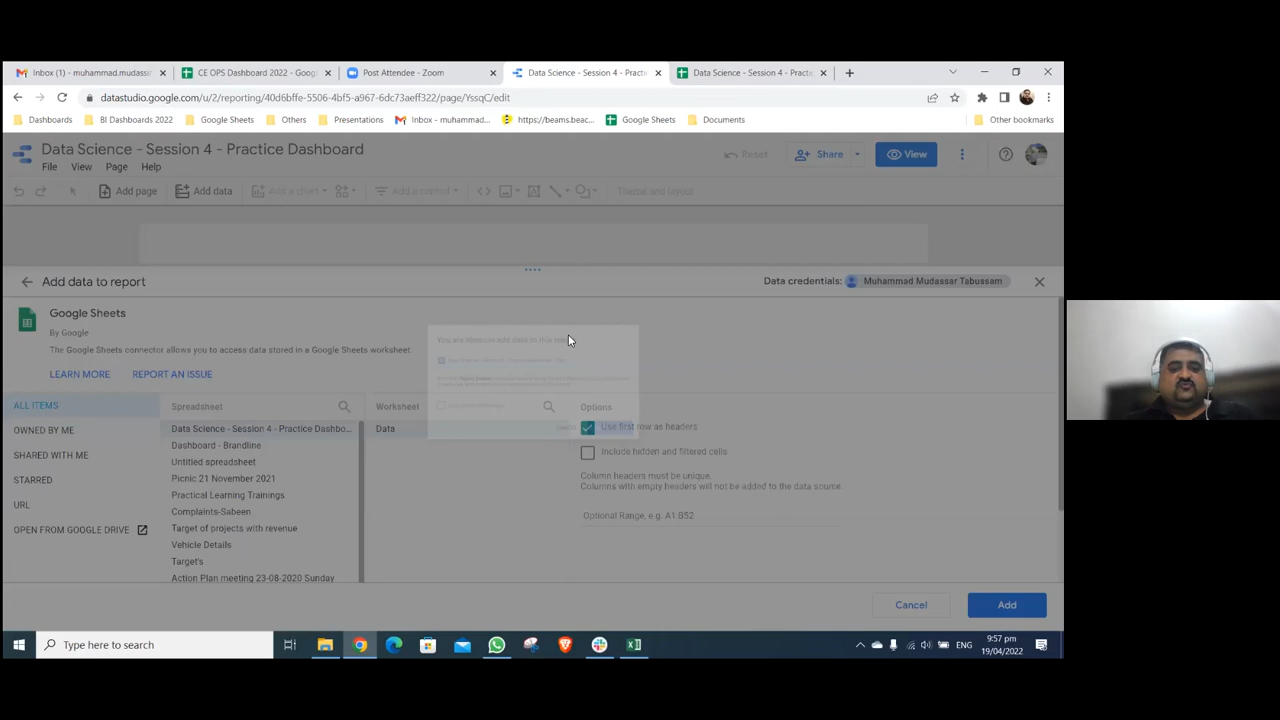 Inbox (1) - muhammad.mudassir
CE OPS Dashboard 2022 - Googl
Post Attendee - Zoom
Data Science - Session 4 - Practi
Data Science - Session 4 - Practi
datastudio.google.com/u/2/reporting/40d6bffe-5506-4bf5-a967-6dc73aeff322/page/YssqC/edit
Dashboards
BI Dashboards 2022
Google Sheets
Others
Presentations
Inbox - muhammad...
https://beams.beac...
Google Sheets
Documents
Other bookmarks
Data Science - Session 4 - Practice Dashboard
File View Page Help
Reset
Share
View
Add page
Add data
Add a chart
Add a control
Theme and layout
Add data to report
Data credentials: Muhammad Mudassar Tabussam
Google Sheets
By Google
The Google Sheets connector allows you to access data stored in a Google Sheets worksheet.
LEARN MORE REPORT AN ISSUE
You are about to add data to this
ALL ITEMS
OWNED BY ME
SHARED WITH ME
STARRED
URL
OPEN FROM GOOGLE DRIVE
Spreadsheet
Data Science - Session 4 - Practice Dashbo...
Dashboard - Brandline
Untitled spreadsheet
Picnic 21 November 2021
Practical Learning Trainings
Complaints-Sabeen
Target of projects with revenue
Vehicle Details
Target's
Action Plan meeting 23-08-2020 Sunday
Worksheet
Data
Options
Use first row as headers
Include hidden and filtered cells
Column headers must be unique.
Columns with empty headers will not be added to the data source.
Optional Range, e.g. A1:B52
Cancel
Add
Type here to search
ENG
9:57 pm
19/04/2022